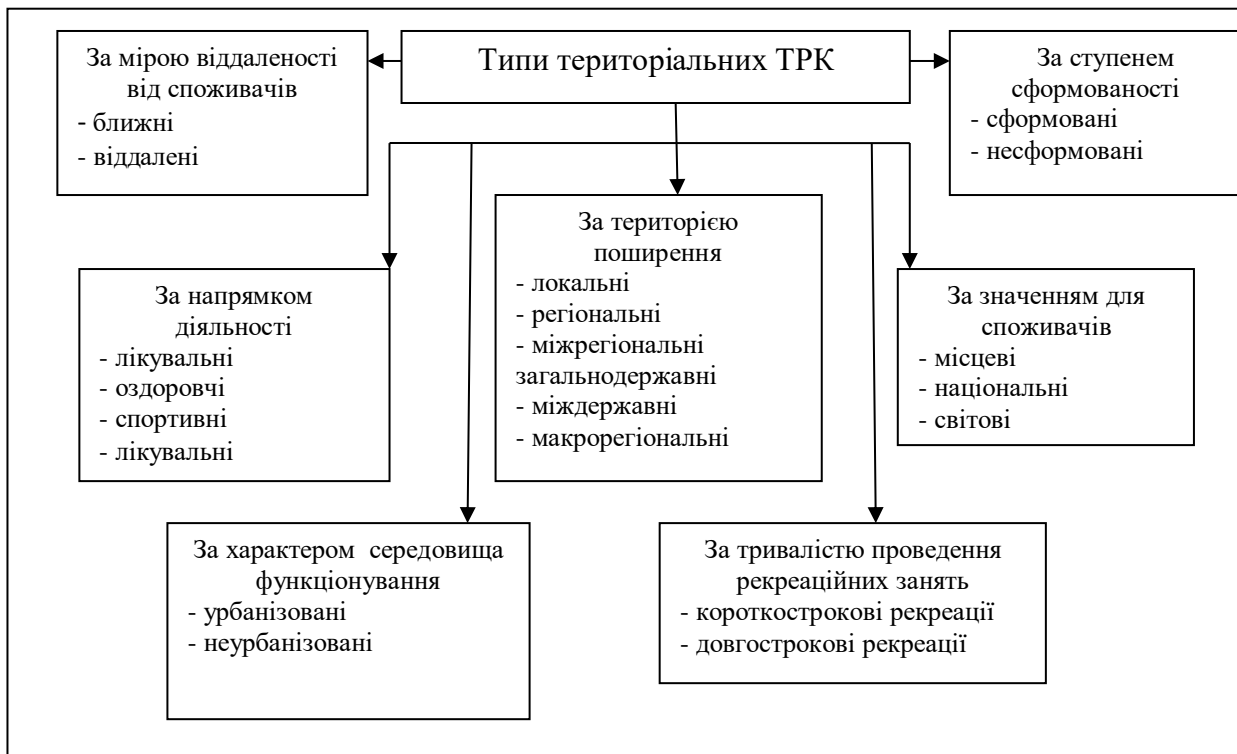 Типи територіальних ТРК
За мірою віддаленості
від споживачів
- ближні
- віддалені
За ступенем
сформованості
- сформовані
- несформовані
За напрямком
діяльності
- лікувальні
- оздоровчі
- спортивні
- лікувальні
За територією
поширення
- локальні
- регіональні
- міжрегіональні
загальнодержавні
- міждержавні
- макрорегіональні
За значенням для
споживачів
- місцеві
- національні
- світові
За характером середовища
функціонування
- урбанізовані
- неурбанізовані
За тривалістю проведення
рекреаційних занять
- короткострокові рекреації
- довгострокові рекреації